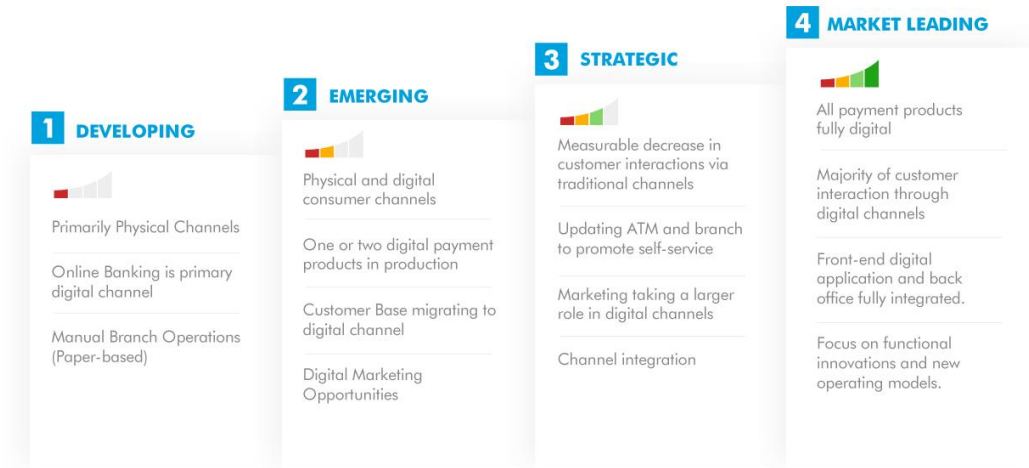 1 DEVELOPING
Primarily Physical Channels
Online Banking is primary
digital channel
Manual Branch Operations
(Paper-based)
2 EMERGING
Physical and digital
consumer channels
One or two digital payment
products in production
Customer Base migrating to
digital channel
Digital Marketing
Opportunities
3 STRATEGIC
Measurable decrease in
customer interactions via
traditional channels
Updating ATM and branch
to promote self-service
Marketing taking a larger
role in digital channels
Channel integration
4 MARKET LEADING
All payment products
fully digital
Majority of customer
interaction through
digital channels
Front-end digital
application and back
office fully integrated.
Focus on functional
innovations and new
operating models.